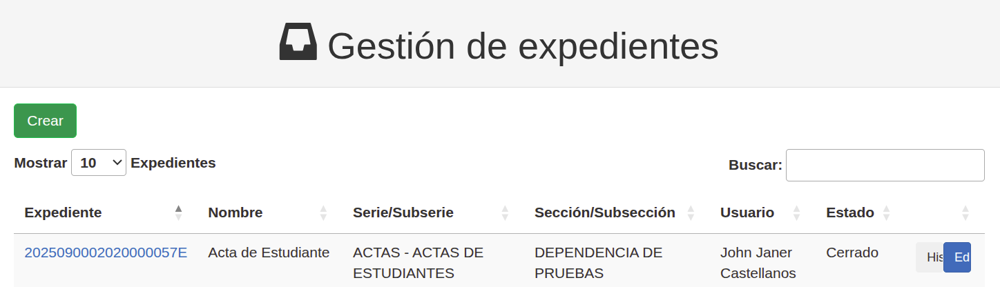 Gestión de expedientes
Crear
Mostrar 10 Expedientes
Buscar:
Expediente Nombre Serie/Subserie Sección/Subsección Usuario Estado
2025090002020000057E Acta de Estudiante ACTAS - ACTAS DE DEPENDENCIA DE John Janer Cerrado His Ed
ESTUDIANTES PRUEBAS Castellanos